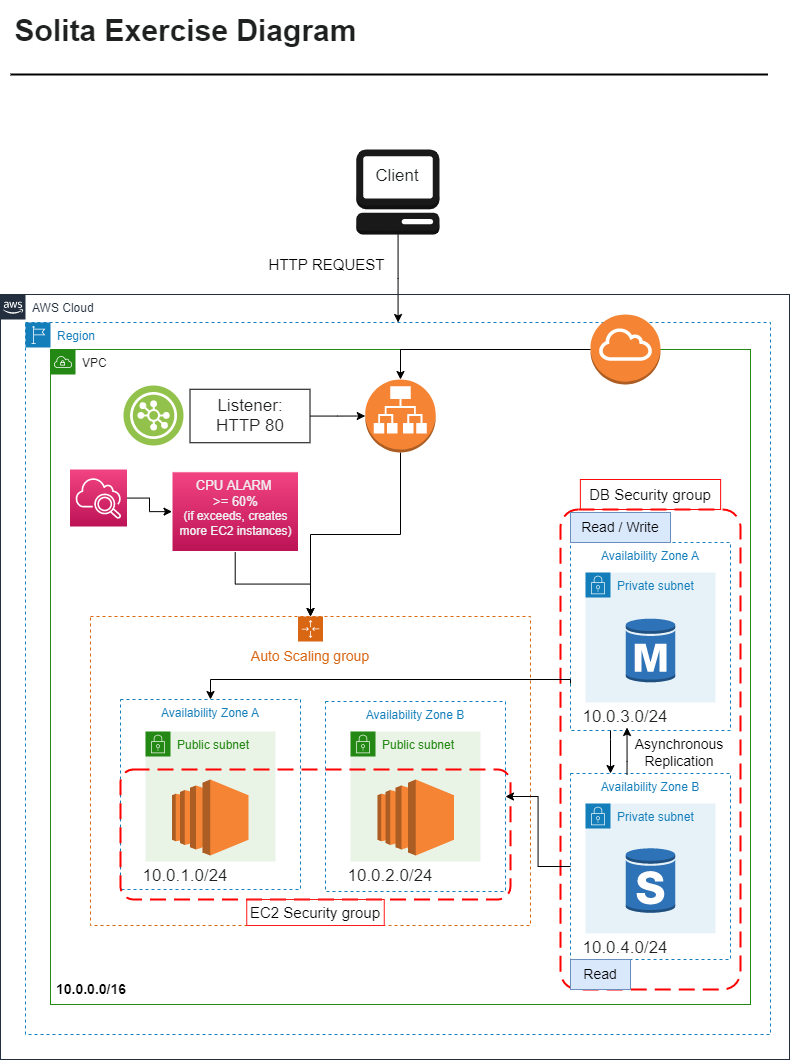 Solita Exercise Diagram
Client
HTTP REQUEST
aws
AWS Cloud
Region
VPC
Listener:
HTTP 80
CPU ALARM
>= 60%
(if exceeds, creates
more EC2 instances)
DB Security group
Read / Write
Availability Zone A
Private subnet
M
10.0.3.0/24
Auto Scaling group
Availability Zone A
Public subnet
10.0.1.0/24
Availability Zone B
Public subnet
10.0.2.0/24
EC2 Security group
Asynchronous
Replication
Availability Zone B
Private subnet
S
10.0.4.0/24
Read
10.0.0.0/16